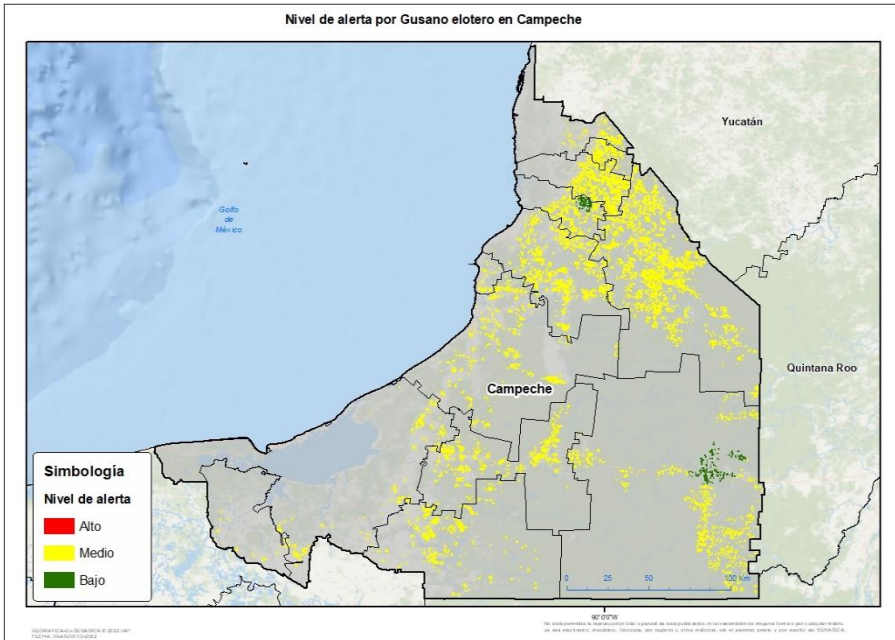 Nivel de alerta por Gusano elotero en Campeche
Yucatán
Golfo
de
México
Quintana Roo
Campeche
Simbología
Nivel de alerta
Alto
Medio
Bajo
0 25 50 100 Km
90°0'0"W